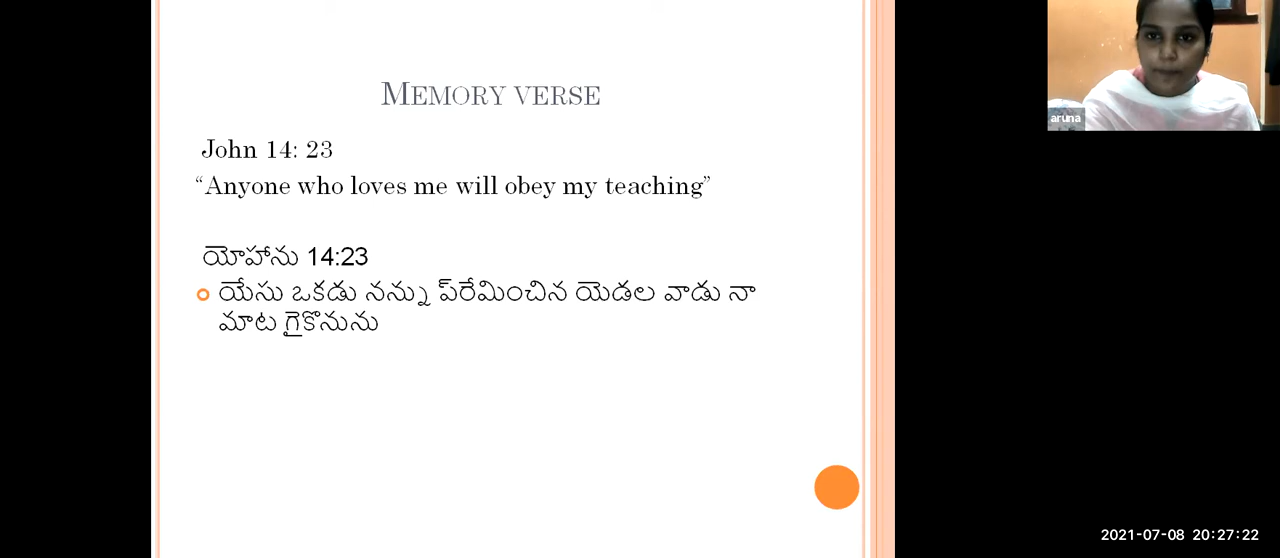 MEMORY VERSE
John 14: 23
“Anyone who loves me will obey my teaching”
యోహాను 14:23
యేసు ఒకడు నన్ను ప్రేమించిన యెడల వాడు నా
మాట గైకొనును
aruna
2021-07-08 20:27:22